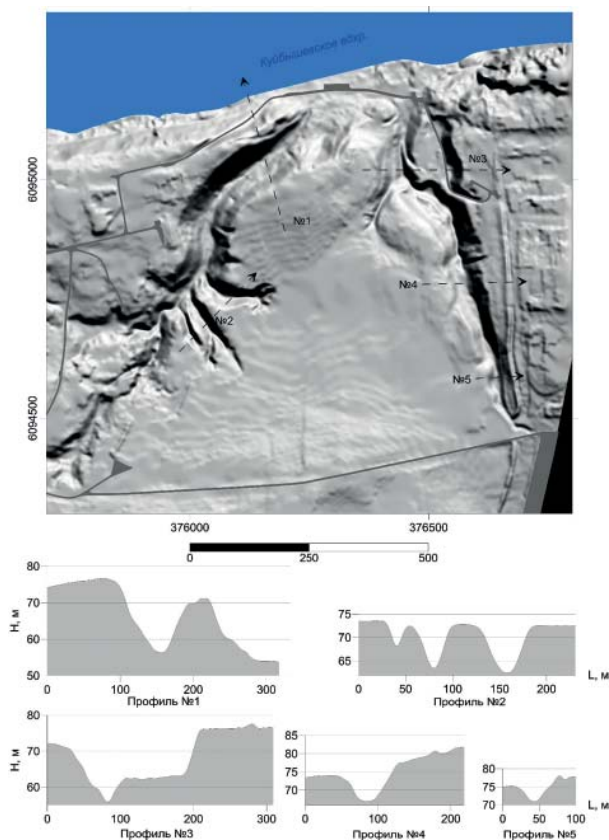 Куйбышевское вдхр.
6095000
№3
№1
№4
№2
№5
6094500
376000 376500
0 250 500
80
70
60
50
Н, м
0 100 200 300
Профиль №1
75
70
65
0 50 100 150 200
L, м
Профиль №2
80
70
60
Н, м
0 100 200 300
Профиль №3
85
80
75
70
0 100 200
Профиль №4
80
75
70
0 50 100
L, м
Профиль №5